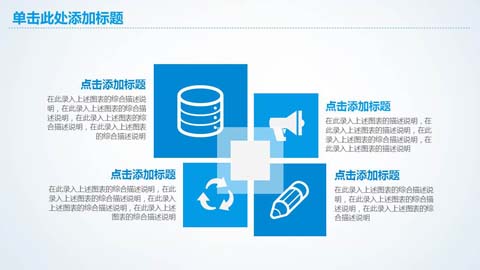 单击此处添加标题
点击添加标题
在此录入上述图表的综合描述说
明，在此录入上述图表的综合描
述说明，在此录入上述图表的综
合描述说明，在此录入上述图表
的综合描述说明
点击添加标题
在此录入上述图表的描述说明，在
此录入上述图表的综合描述说明，
在此录入上述图表的描述说明，在
此录入上述图表的综合描述说明
点击添加标题
在此录入上述图表的综合描述说明，在此
录入上述图表的综合描述说明，在此录入
上述图表的综合描述说明，在此录入上述
图表的综合描述说明
点击添加标题
在此录入上述图表的综合描述说
明，在此录入上述图表的综合描
述说明，在此录入上述图表的综
合描述说明